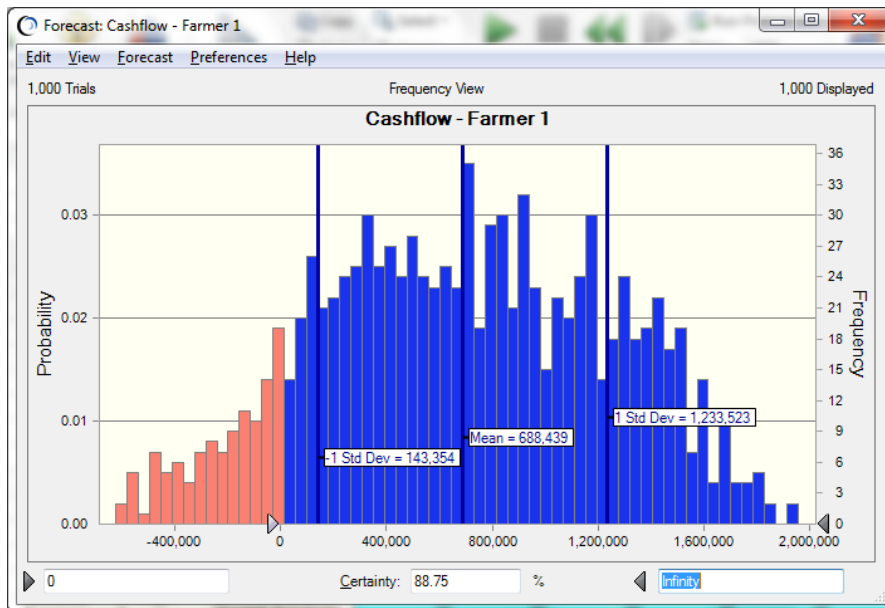 Forecast: Cashflow - Farmer 1
Edit View Forecast Preferences Help
1,000 Trials Frequency View 1,000 Displayed
Cashflow - Farmer 1
Probability
0.03
0.02
0.01
0.00
Frequency
36
33
30
27
24
21
18
15
12
9
6
3
0
1 Std Dev = 1,233,523
Mean = 688,439
-1 Std Dev = 143,354
-400,000 0 400,000 800,000 1,200,000 1,600,000 2,000,000
0 Certainty: 88.75 % Infinity